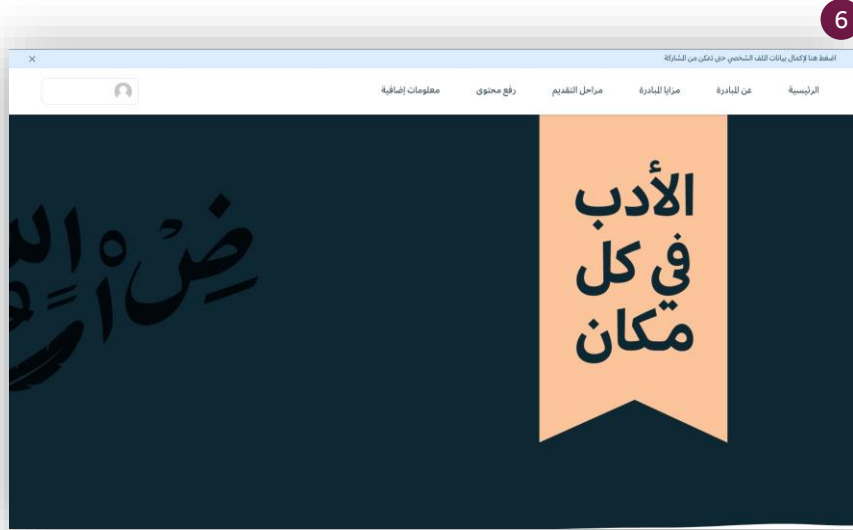 6
اضغط هنا لإكمال بيانات الملف الشخصي حتى تتمكن من المشاركة
الرئيسية عن المبادرة مزايا المبادرة مراحل التقديم رفع محتوى معلومات إضافية
الأدب
في كل
مكان